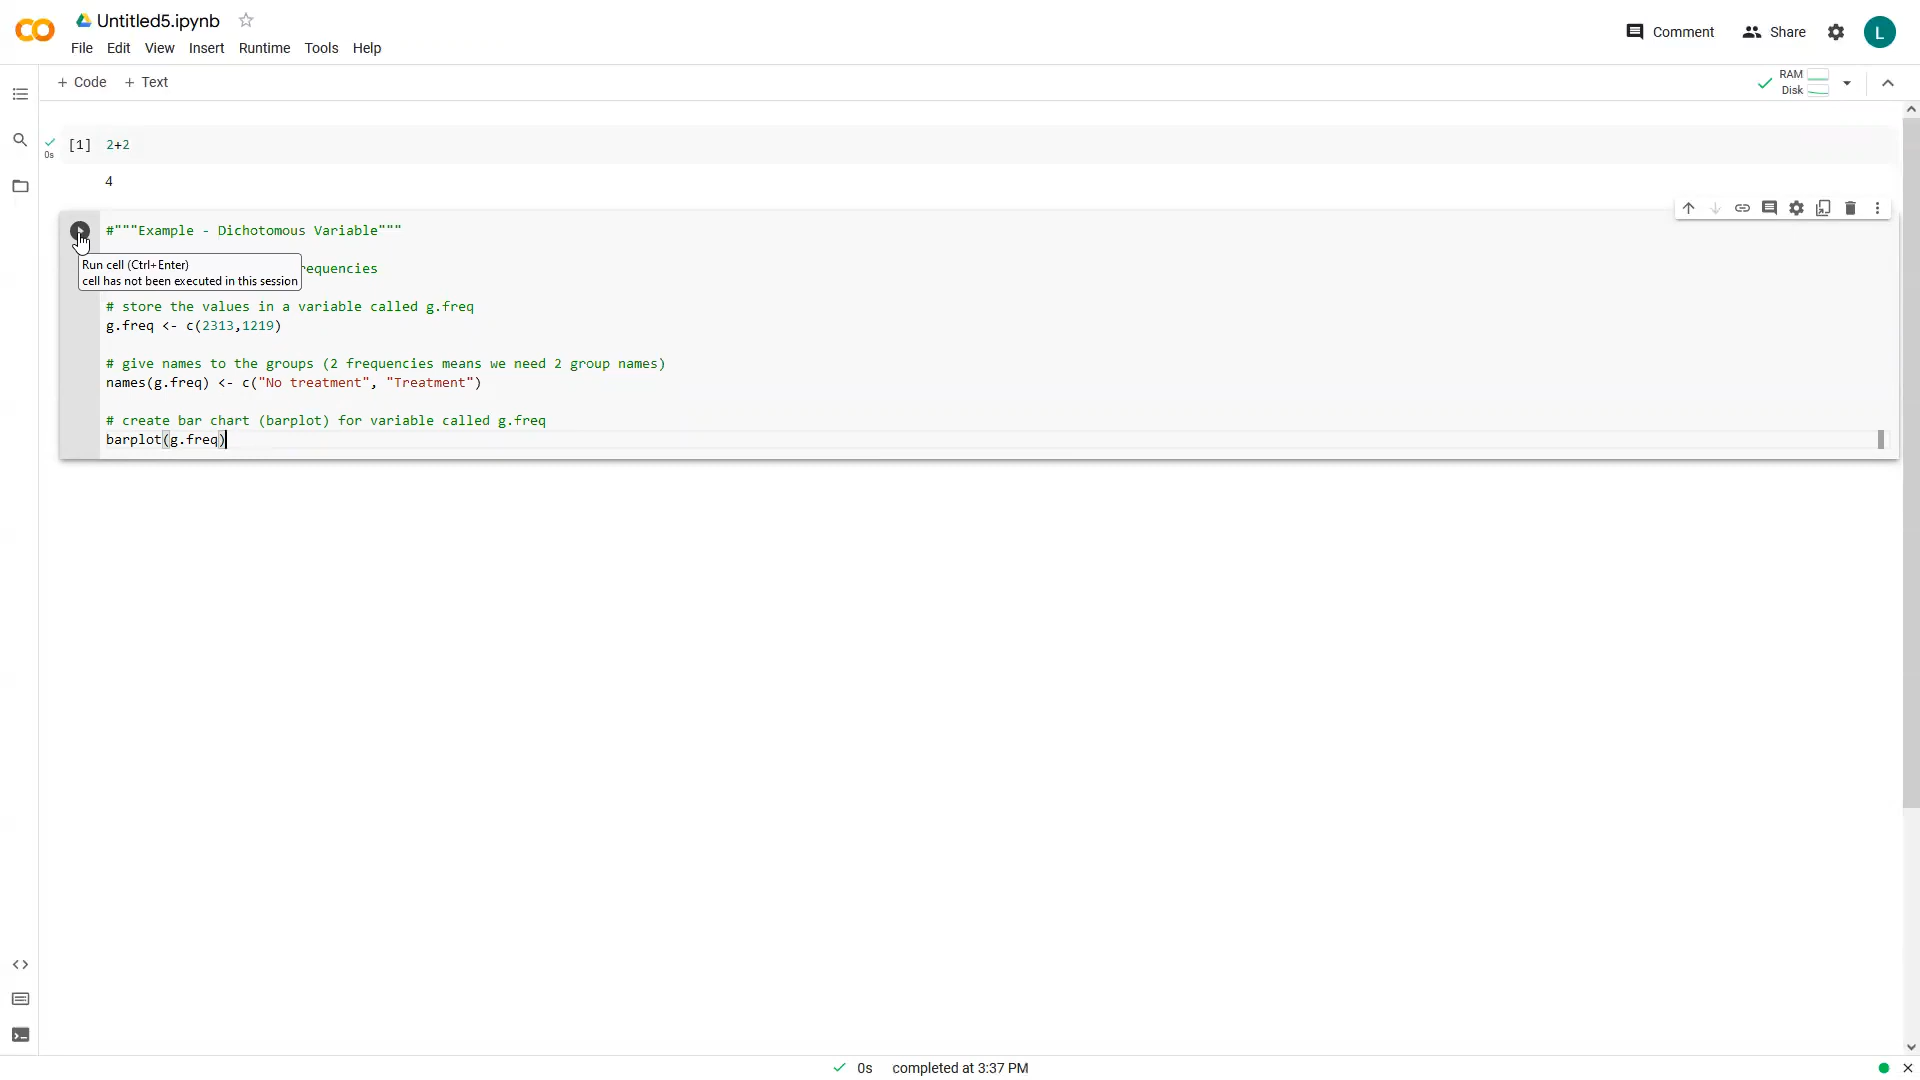 Untitled5.ipynb
File Edit View Insert Runtime Tools Help
Comment
Share
L
+ Code + Text
RAM
Disk
0s
[1] 2+2
4
#"""Example - Dichotomous Variable"""
Run cell (Ctrl+Enter)
cell has not been executed in this session
requencies
# store the values in a variable called g.freq
g.freq <- c(2313,1219)
# give names to the groups (2 frequencies means we need 2 group names)
names(g.freq) <- c("No treatment", "Treatment")
# create bar chart (barplot) for variable called g.freq
barplot(g.freq)
0s completed at 3:37 PM